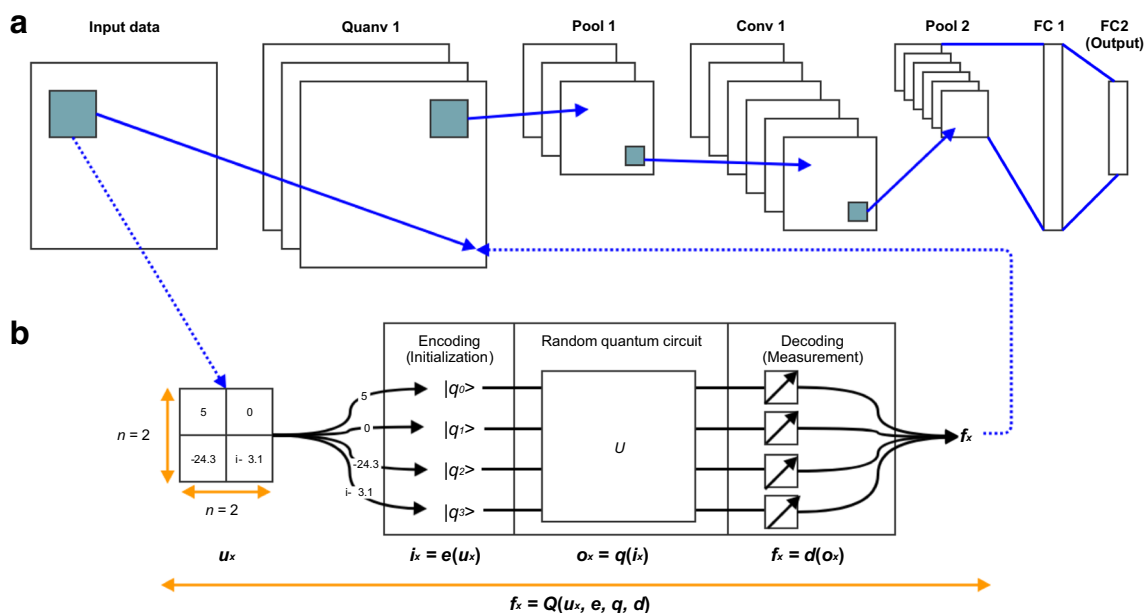 a
Input data
Quanv 1
Pool 1
Conv 1
Pool 2
FC 1
FC2
(Output)
b
Encoding
(Initialization)
Random quantum circuit
Decoding
(Measurement)
5 0
-24.3 i- 3.1
n = 2
n = 2
5
0
-24.3
i- 3.1
|q0>
|q1>
|q2>
|q3>
U
fx
ux
ix = e(ux)
ox = q(ix)
fx = d(ox)
fx = Q(ux, e, q, d)